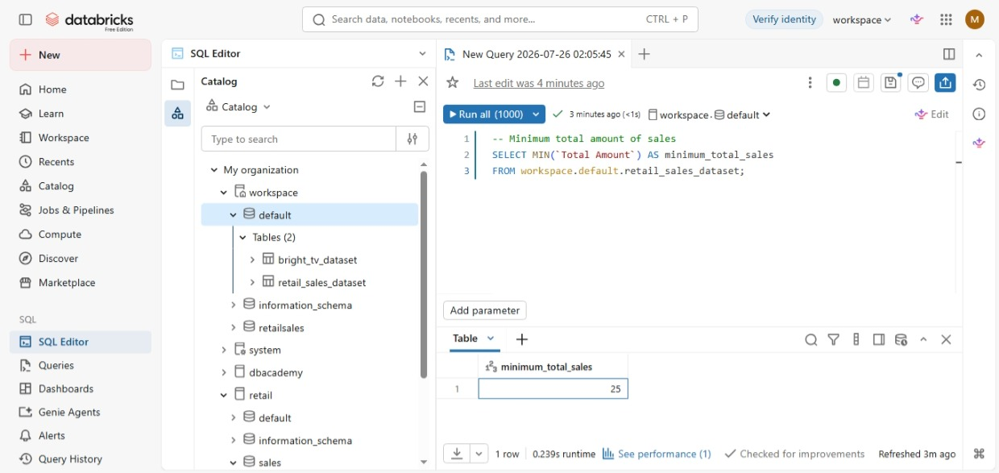 databricks
Free Edition
Search data, notebooks, recents, and more...
CTRL + P
Verify identity
workspace
M
New
Home
Learn
Workspace
Recents
Catalog
Jobs & Pipelines
Compute
Discover
Marketplace
SQL
SQL Editor
Queries
Dashboards
Genie Agents
Alerts
Query History
SQL Editor
Catalog
Catalog
Type to search
My organization
workspace
default
Tables (2)
bright_tv_dataset
retail_sales_dataset
information_schema
retailsales
system
dbacademy
retail
default
information_schema
sales
New Query 2026-07-26 02:05:45
Last edit was 4 minutes ago
Run all (1000)
3 minutes ago (<1s)
workspace.
default
Edit
1 -- Minimum total amount of sales
2 SELECT MIN(`Total Amount`) AS minimum_total_sales
3 FROM workspace.default.retail_sales_dataset;
Add parameter
Table
1²3 minimum_total_sales
1 25
1 row
0.239s runtime
See performance (1)
Checked for improvements
Refreshed 3m ago